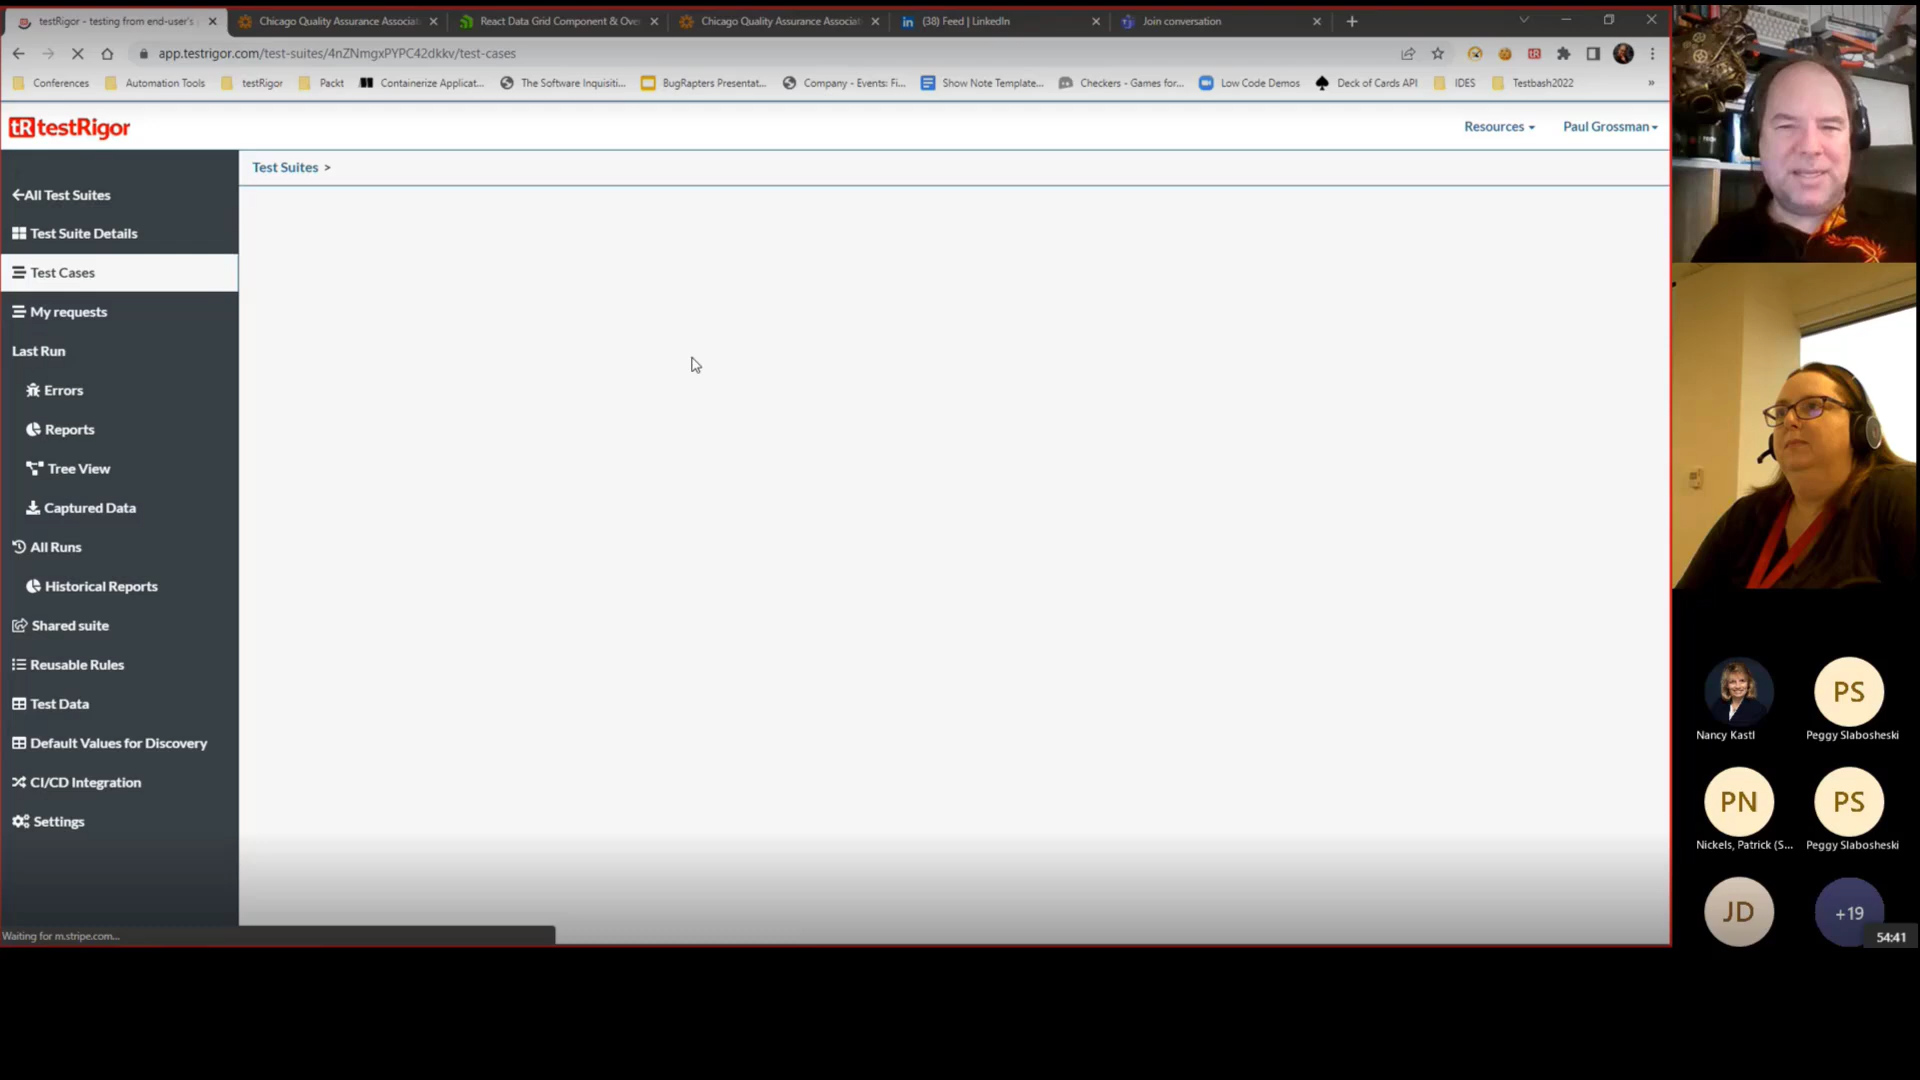 testRigor - testing from end-user's
Chicago Quality Assurance Associat
React Data Grid Component & Ove
Chicago Quality Assurance Associat
(38) Feed | LinkedIn
Join conversation
app.testrigor.com/test-suites/4nZNmgxPYPC42dkkv/test-cases
Conferences
Automation Tools
testRigor
Packt
Containerize Applicat...
The Software Inquisiti...
BugRapters Presentat...
Company - Events: Fi...
Show Note Template...
Checkers - Games for...
Low Code Demos
Deck of Cards API
IDES
Testbash2022
»
tR testRigor
Resources
Paul Grossman
Test Suites >
All Test Suites
Test Suite Details
Test Cases
My requests
Last Run
Errors
Reports
Tree View
Captured Data
All Runs
Historical Reports
Shared suite
Reusable Rules
Test Data
Default Values for Discovery
CI/CD Integration
Settings
Waiting for m.stripe.com...
Nancy Kastl
PS
Peggy Slabosheski
PN
Nickels, Patrick (S...
PS
Peggy Slabosheski
JD
+19
54:41